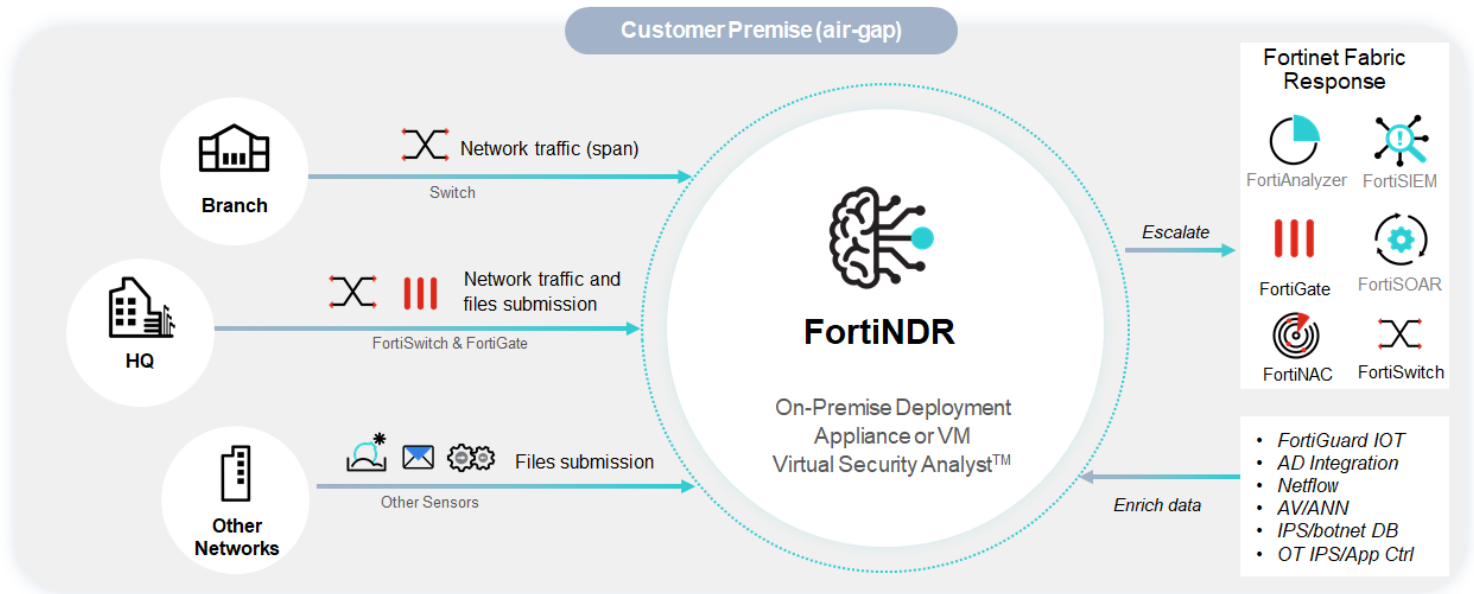 Customer Premise (air-gap)
Branch
Network traffic (span)
Switch
HQ
Network traffic and
files submission
FortiSwitch & FortiGate
Other
Networks
Files submission
Other Sensors
FortiNDR
On-Premise Deployment
Appliance or VM
Virtual Security Analyst™
Escalate
Enrich data
Fortinet Fabric
Response
FortiAnalyzer FortiSIEM
FortiGate FortiSOAR
FortiNAC FortiSwitch
• FortiGuard IOT
• AD Integration
• Netflow
• AV/ANN
• IPS/botnet DB
• OT IPS/App Ctrl